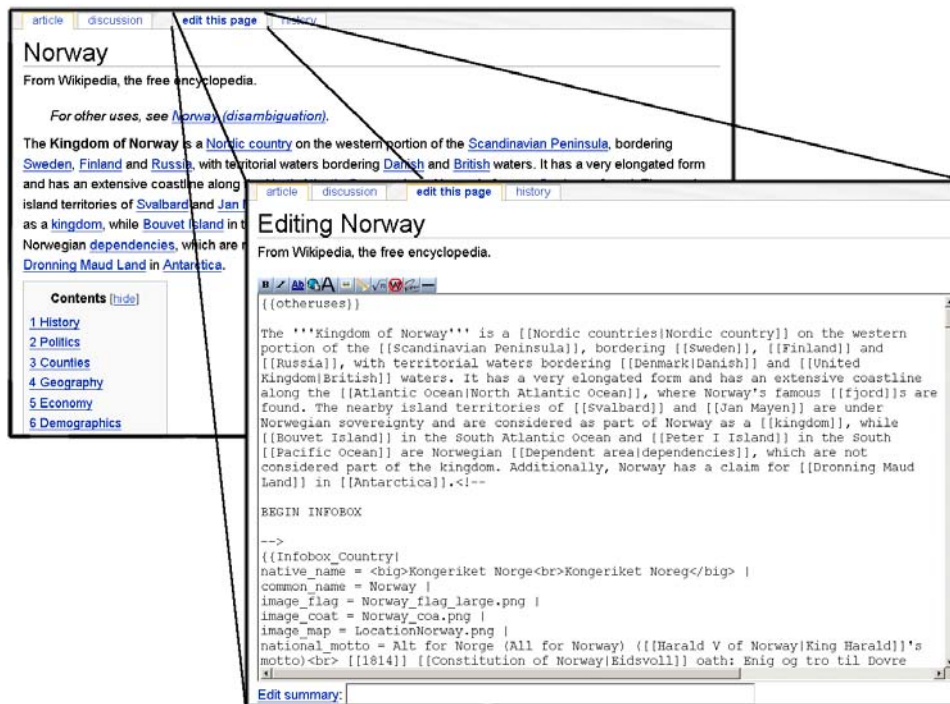 article discussion edit this page history
Norway
From Wikipedia, the free encyclopedia.
For other uses, see Norway (disambiguation).
The Kingdom of Norway is a Nordic country on the western portion of the Scandinavian Peninsula, bordering
Sweden, Finland and Russia, with territorial waters bordering Danish and British waters. It has a very elongated form
and has an extensive coastline along
island territories of Svalbard and Jan
as a kingdom, while Bouvet Island in
Norwegian dependencies, which are
Dronning Maud Land in Antarctica.
Contents [hide]
1 History
2 Politics
3 Counties
4 Geography
5 Economy
6 Demographics
article discussion edit this page history
Editing Norway
From Wikipedia, the free encyclopedia.
B I Ab A √n W
{{otheruses}}
The '''Kingdom of Norway''' is a [[Nordic countries|Nordic country]] on the western
portion of the [[Scandinavian Peninsula]], bordering [[Sweden]], [[Finland]] and
[[Russia]], with territorial waters bordering [[Denmark|Danish]] and [[United
Kingdom|British]] waters. It has a very elongated form and has an extensive coastline
along the [[Atlantic Ocean|North Atlantic Ocean]], where Norway's famous [[fjord]]s are
found. The nearby island territories of [[Svalbard]] and [[Jan Mayen]] are under
Norwegian sovereignty and are considered as part of Norway as a [[kingdom]], while
[[Bouvet Island]] in the South Atlantic Ocean and [[Peter I Island]] in the South
[[Pacific Ocean]] are Norwegian [[Dependent area|dependencies]], which are not
considered part of the kingdom. Additionally, Norway has a claim for [[Dronning Maud
Land]] in [[Antarctica]].<!--
BEGIN INFOBOX
-->
{{Infobox_Country|
native_name = <big>Kongeriket Norge<br>Kongeriket Noreg</big> |
common_name = Norway |
image_flag = Norway_flag_large.png |
image_coat = Norway_coa.png |
image_map = LocationNorway.png |
national_motto = Alt for Norge (All for Norway) ([[Harald V of Norway|King Harald]]'s
motto)<br> [[1814]] [[Constitution of Norway|Eidsvoll]] oath: Enig og tro til Dovre
Edit summary: